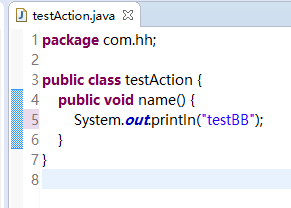 testAction.java
1 package com.hh;
2
3 public class testAction {
4 public void name() {
5 System.out.println("testBB");
6 }
7 }
8